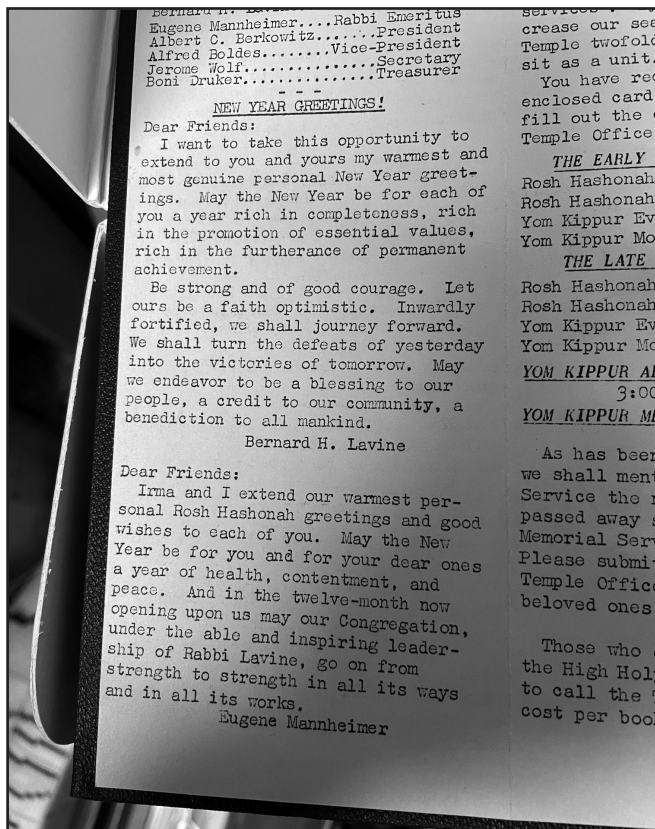 Bernard H.
Eugene Mannheimer....Rabbi Emeritus
Albert C. Berkowitz.......President
Alfred Boldes.......Vice-President
Jerome Wolf...............Secretary
Boni Druker...............Treasurer
- - -
NEW YEAR GREETINGS!
Dear Friends:
I want to take this opportunity to
extend to you and yours my warmest and
most genuine personal New Year greet-
ings. May the New Year be for each of
you a year rich in completeness, rich
in the promotion of essential values,
rich in the furtherance of permanent
achievement.
Be strong and of good courage. Let
ours be a faith optimistic. Inwardly
fortified, we shall journey forward.
We shall turn the defeats of yesterday
into the victories of tomorrow. May
we endeavor to be a blessing to our
people, a credit to our community, a
benediction to all mankind.
Bernard H. Lavine
Dear Friends:
Irma and I extend our warmest per-
sonal Rosh Hashonah greetings and good
wishes to each of you. May the New
Year be for you and for your dear ones
a year of health, contentment, and
peace. And in the twelve-month now
opening upon us may our Congregation,
under the able and inspiring leader-
ship of Rabbi Lavine, go on from
strength to strength in all its ways
and in all its works.
Eugene Mannheimer
services
crease our sea
Temple twofold
sit as a unit.
You have rec
enclosed card
fill out the
Temple Office
THE EARLY
Rosh Hashonah
Rosh Hashonah
Yom Kippur Ev
Yom Kippur Mo
THE LATE
Rosh Hashonah
Rosh Hashonah
Yom Kippur Ev
Yom Kippur Mo
YOM KIPPUR
3:00
YOM KIPPUR ME
As has been
we shall ment
Service the
passed away
Memorial Serv
Please submi
Temple Office
beloved ones
Those who
the High Hol
to call the
cost per boo